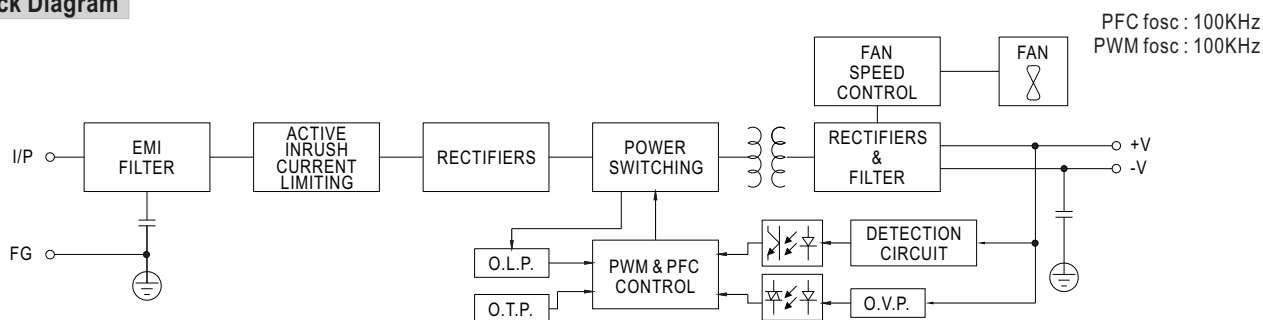 ck Diagram
PFC fosc : 100KHz
PWM fosc : 100KHz
FAN
SPEED
CONTROL
FAN
I/P
EMI
FILTER
ACTIVE
INRUSH
CURRENT
LIMITING
RECTIFIERS
POWER
SWITCHING
RECTIFIERS
&
FILTER
+V
-V
FG
O.L.P.
PWM & PFC
CONTROL
DETECTION
CIRCUIT
O.T.P.
O.V.P.